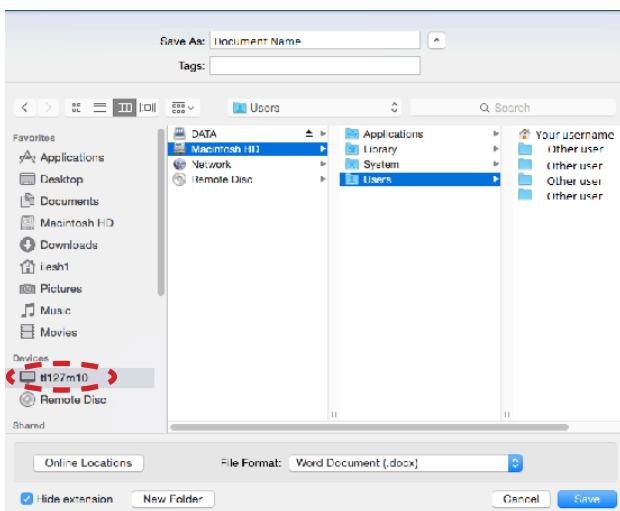 Save As: Document Name
Tags:
Users
Search
Favorites
Applications
Desktop
Documents
Macintosh HD
Downloads
ilesh1
Pictures
Music
Movies
Devices
tl127m10
Remote Disc
Shared
DATA
Macintosh HD
Network
Remote Disc
Applications
Library
System
Users
Your username
Other user
Other user
Other user
Other user
Online Locations
File Format: Word Document (.docx)
Hide extension
New Folder
Cancel
Save